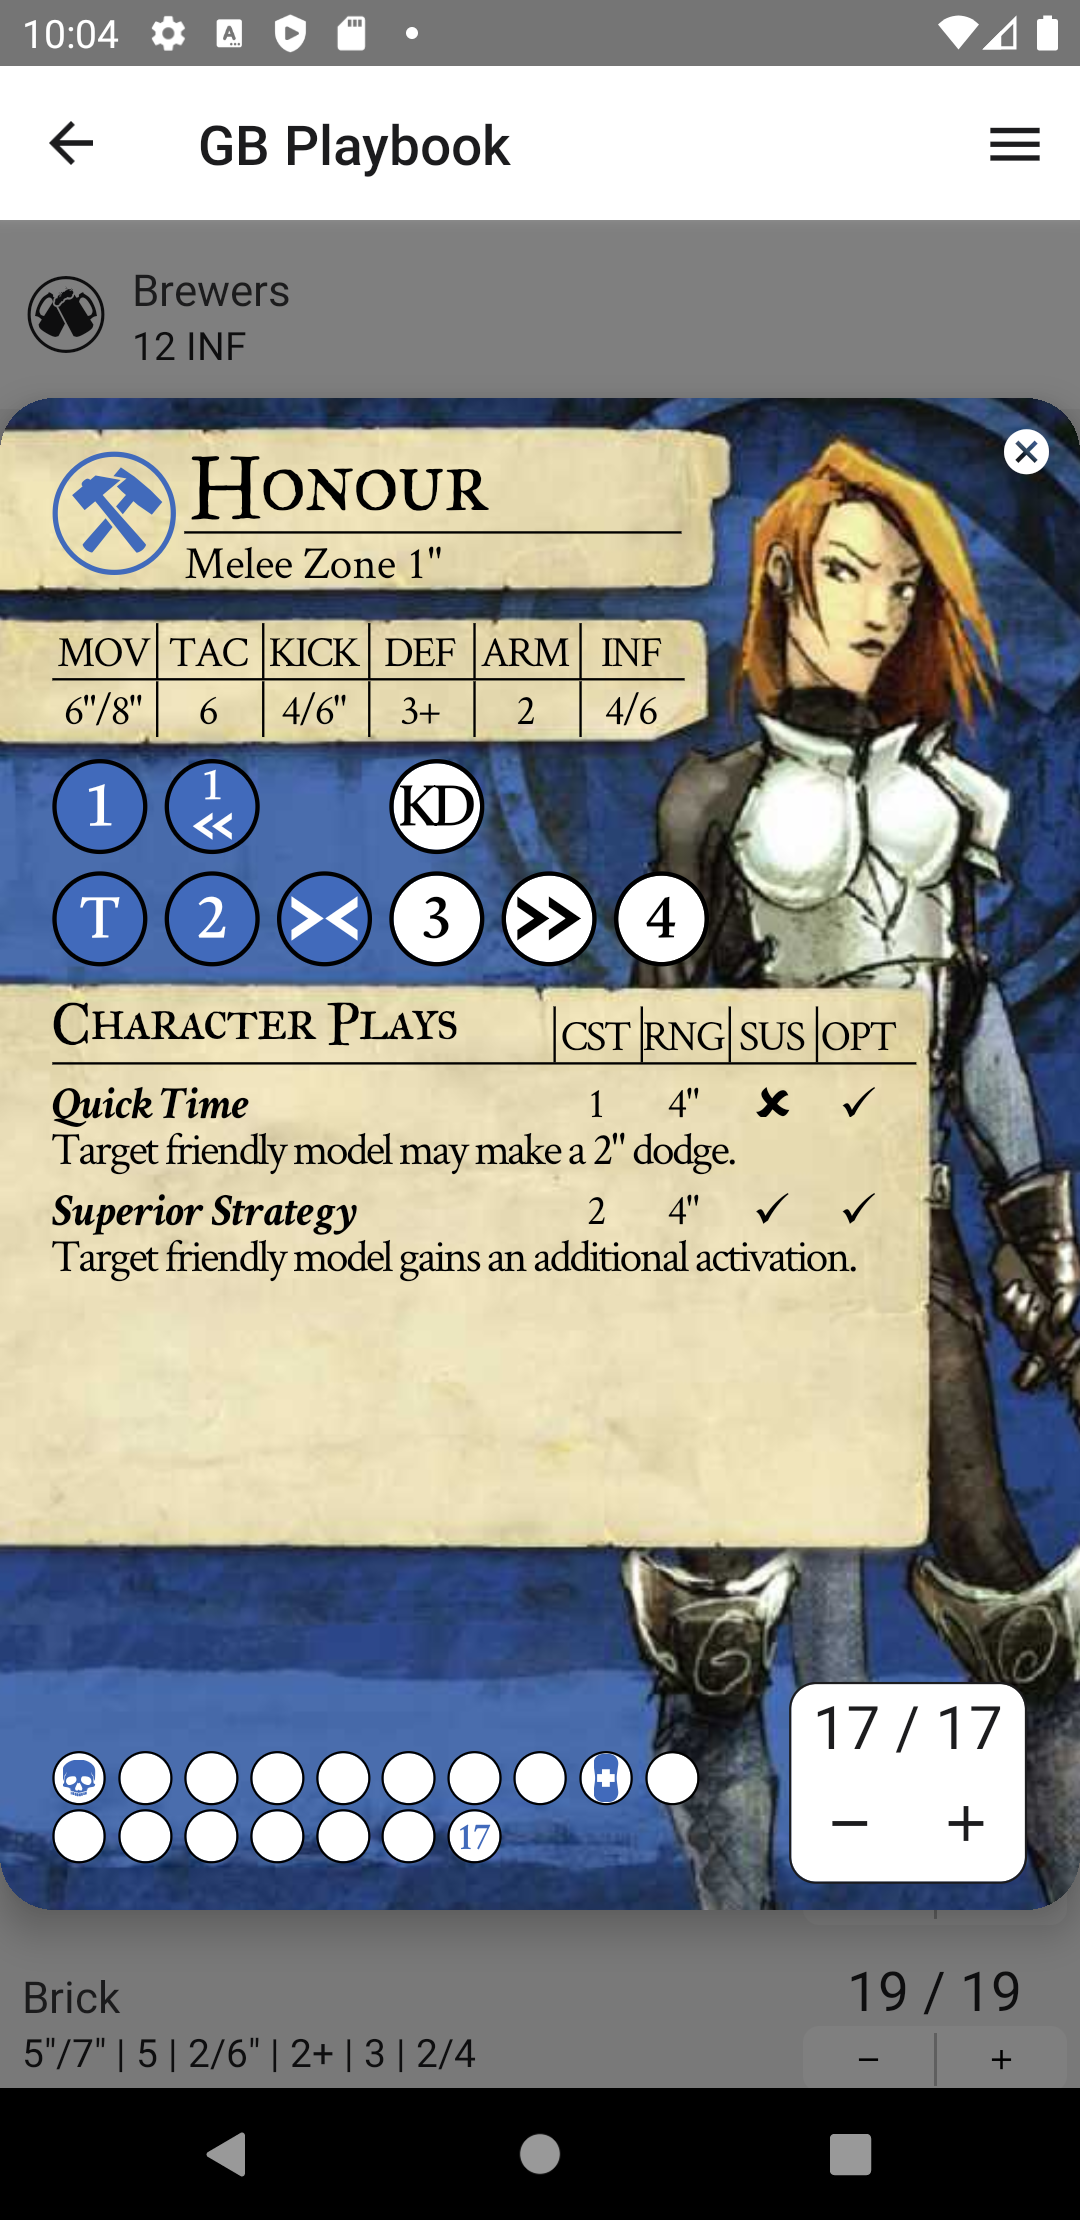 10:04
GB Playbook
Brewers
12 INF
Honour
Melee Zone 1"
MOV TAC KICK DEF ARM INF
6"/8" 6 4/6" 3+ 2 4/6
1 1 KD
T 2 3 4
Character Plays CST RNG SUS OPT
Quick Time 1 4"
Target friendly model may make a 2" dodge.
Superior Strategy 2 4"
Target friendly model gains an additional activation.
17 / 17
17
Brick
19 / 19
5"/7" | 5 | 2/6" | 2+ | 3 | 2/4